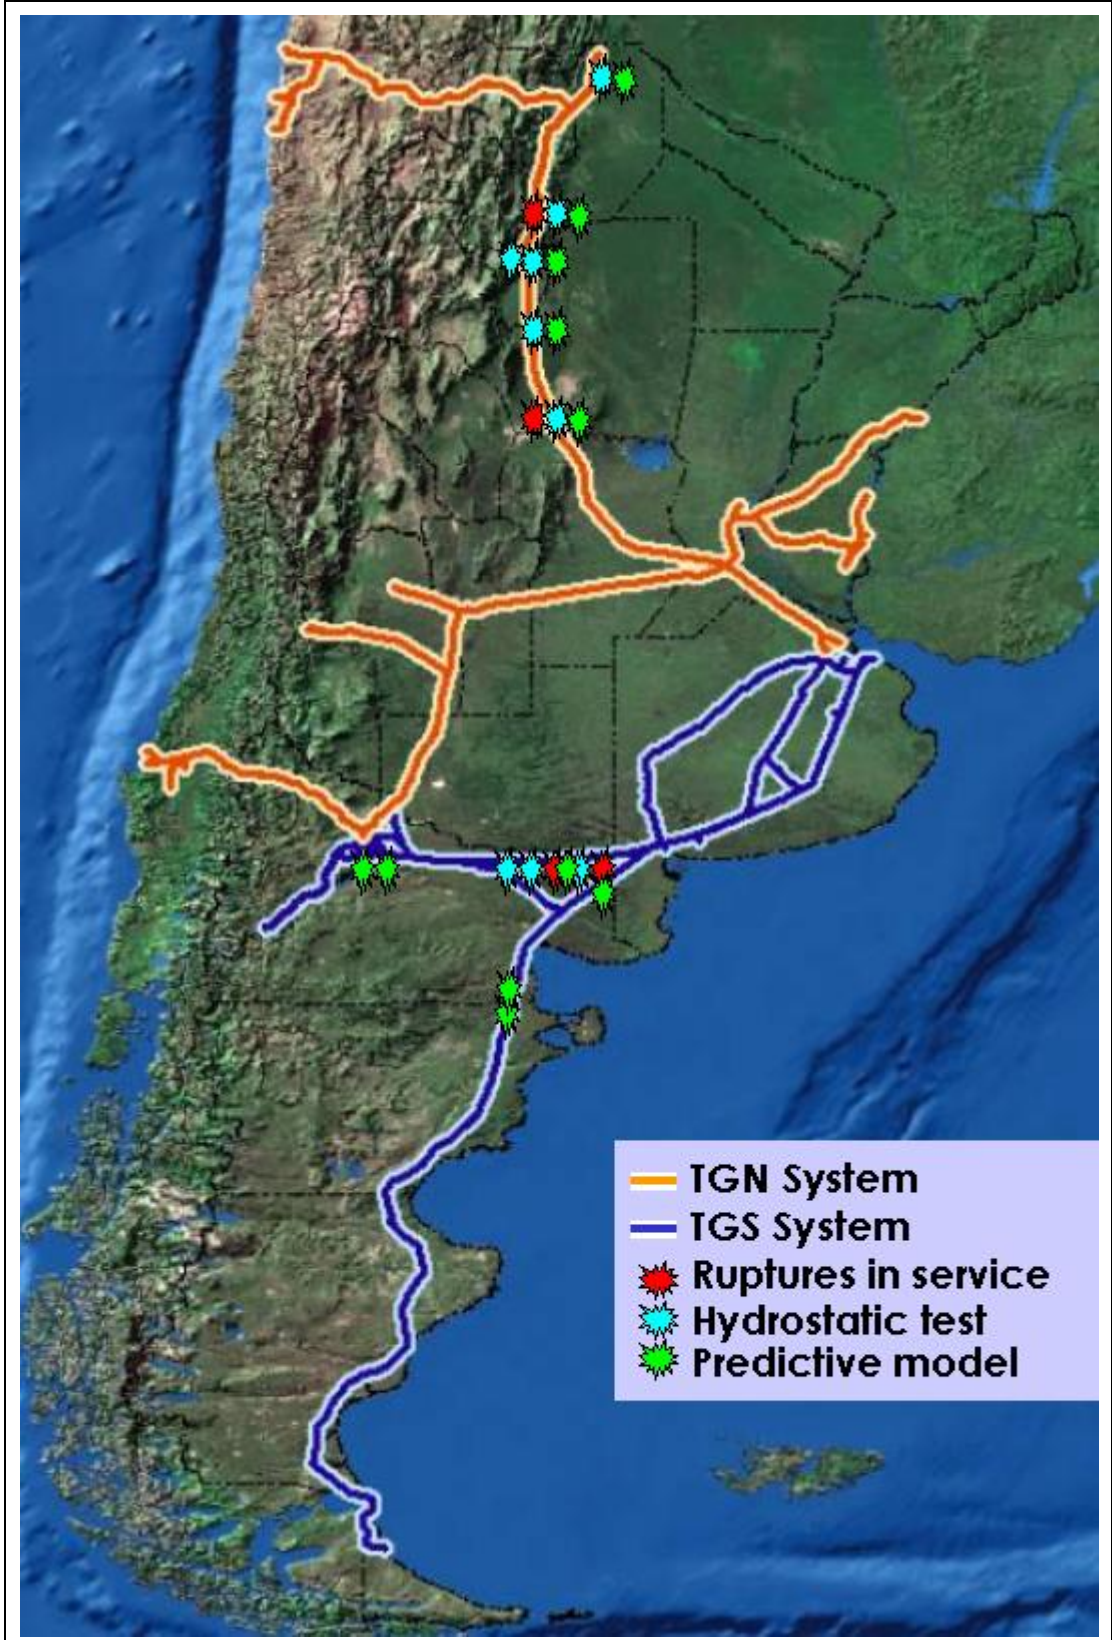 TGN System
TGS System
Ruptures in service
Hydrostatic test
Predictive model